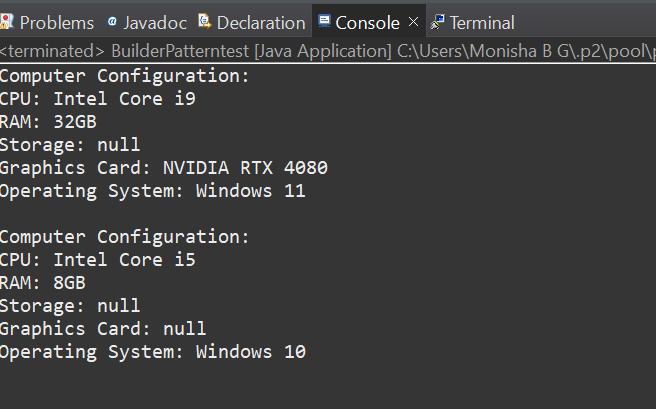 Problems Javadoc Declaration Console Terminal
<terminated> BuilderPatterntest [Java Application] C:\Users\Monisha B G\.p2\pool\
Computer Configuration:
CPU: Intel Core i9
RAM: 32GB
Storage: null
Graphics Card: NVIDIA RTX 4080
Operating System: Windows 11
Computer Configuration:
CPU: Intel Core i5
RAM: 8GB
Storage: null
Graphics Card: null
Operating System: Windows 10